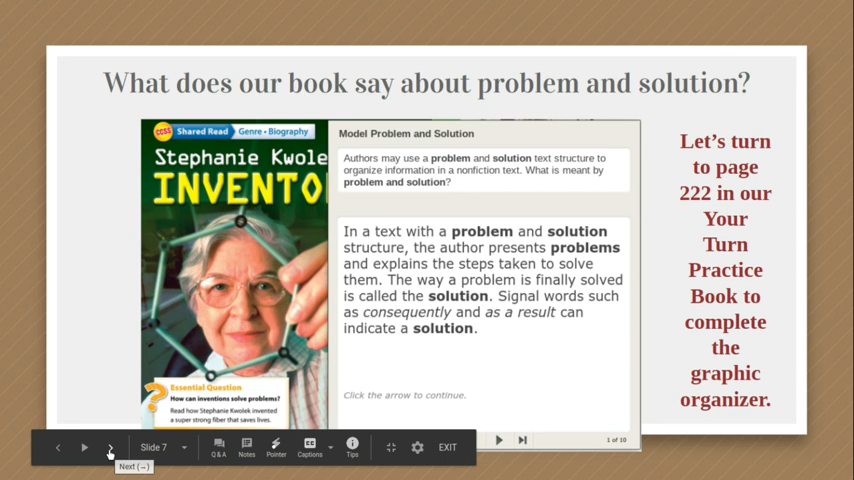 What does our book say about problem and solution?
CCSS Shared Read Genre • Biography
Stephanie Kwole
INVENTO
Essential Question
How can inventions solve problems?
Read how Stephanie Kwolek invented
a super strong fiber that saves lives.
Model Problem and Solution
Authors may use a problem and solution text structure to
organize information in a nonfiction text. What is meant by
problem and solution?
In a text with a problem and solution
structure, the author presents problems
and explains the steps taken to solve
them. The way a problem is finally solved
is called the solution. Signal words such
as consequently and as a result can
indicate a solution.
Click the arrow to continue.
1 of 10
Let's turn
to page
222 in our
Your
Turn
Practice
Book to
complete
the
graphic
organizer.
Slide 7
Q & A
Notes
Pointer
Captions
Tips
EXIT
Next (→)